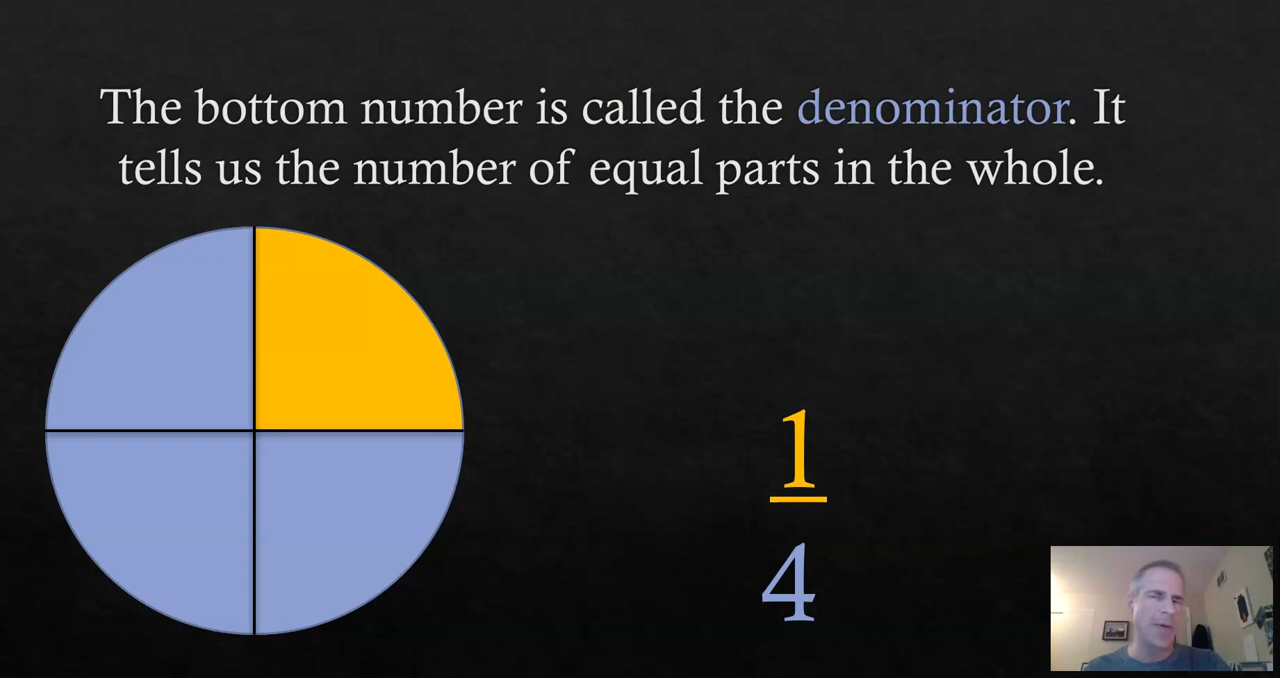 The bottom number is called the denominator. It
tells us the number of equal parts in the whole.
1
4